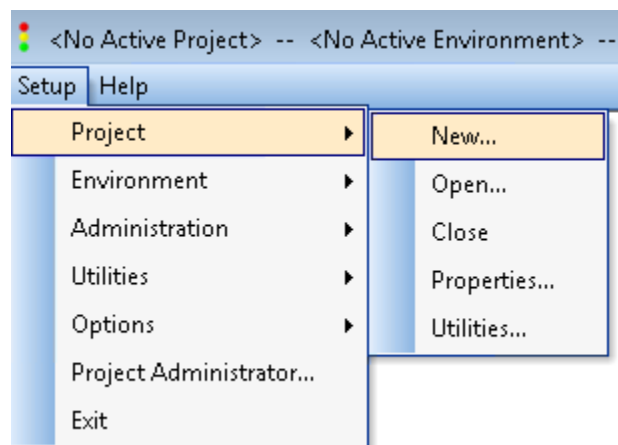 <No Active Project> -- <No Active Environment> --
Setup Help
Project
Environment
Administration
Utilities
Options
Project Administrator...
Exit
New...
Open...
Close
Properties...
Utilities...